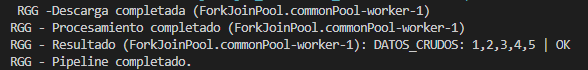 RGG -Descarga completada (ForkJoinPool.commonPool-worker-1)
RGG - Procesamiento completado (ForkJoinPool.commonPool-worker-1)
RGG - Resultado (ForkJoinPool.commonPool-worker-1): DATOS_CRUDOS: 1,2,3,4,5 | OK
RGG - Pipeline completado.